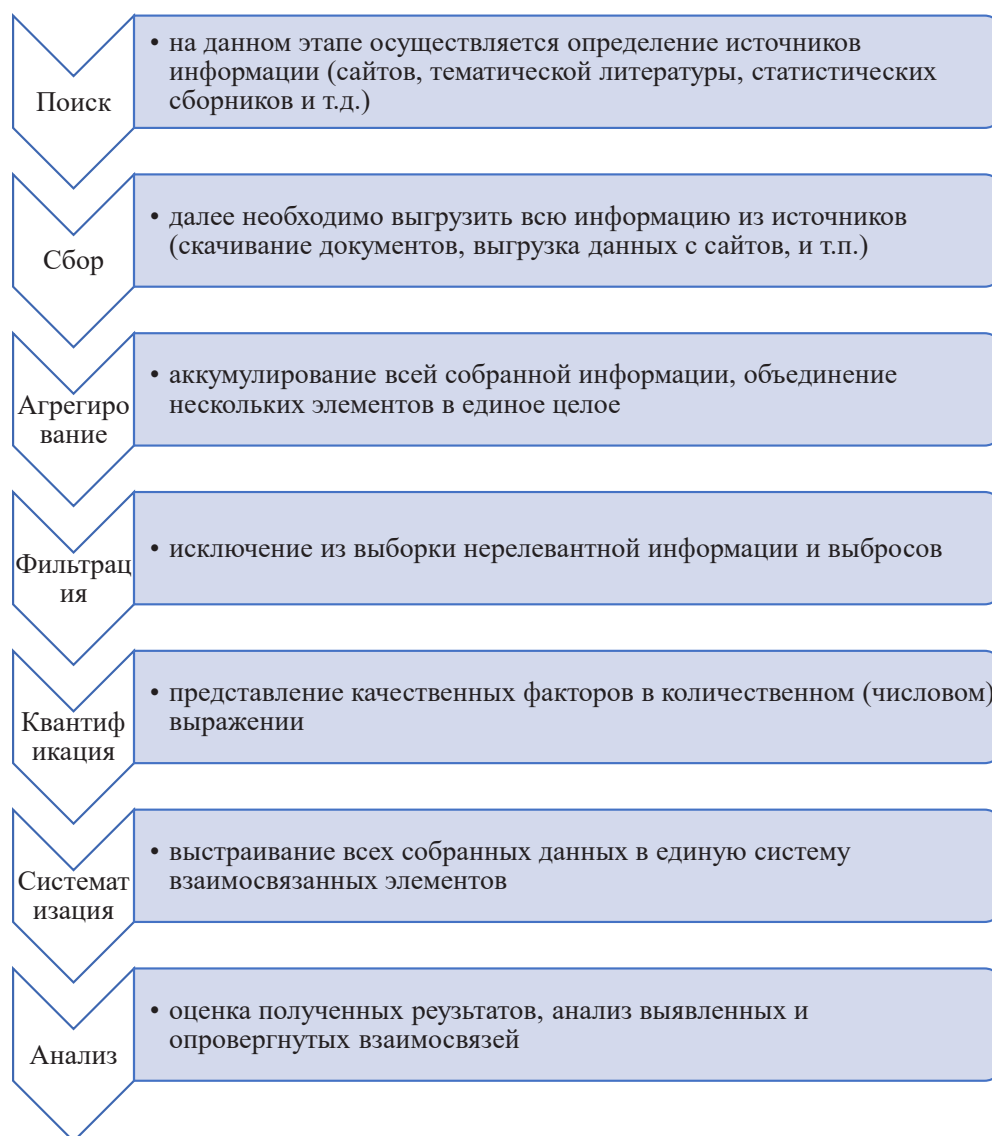 Поиск
• на данном этапе осуществляется определение источников
информации (сайтов, тематической литературы, статистических
сборников и т.д.)
Сбор
• далее необходимо выгрузить всю информацию из источников
(скачивание документов, выгрузка данных с сайтов, и т.п.)
Агрегиро
вание
• аккумулирование всей собранной информации, объединение
нескольких элементов в единое целое
Фильтрац
ия
• исключение из выборки нерелевантной информации и выбросов
Квантиф
икация
• представление качественных факторов в количественном (числовом)
выражении
Системат
изация
• выстраивание всех собранных данных в единую систему
взаимосвязанных элементов
Анализ
• оценка полученных реузьтатов, анализ выявленных и
опровергнутых взаимосвязей